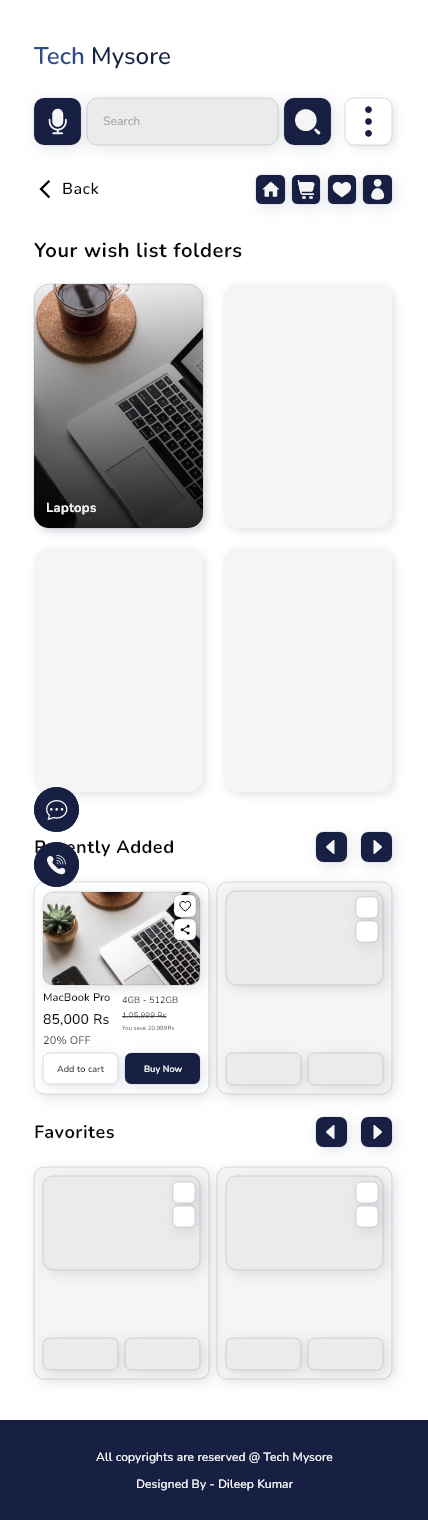 Tech Mysore
Search
Back
Your wish list folders
Laptops
Recently Added
MacBook Pro
4GB - 512GB
85,000 Rs
1,05,999 Rs
You save 20,999Rs
20% OFF
Add to cart
Buy Now
Favorites
All copyrights are reserved @ Tech Mysore
Designed By - Dileep Kumar